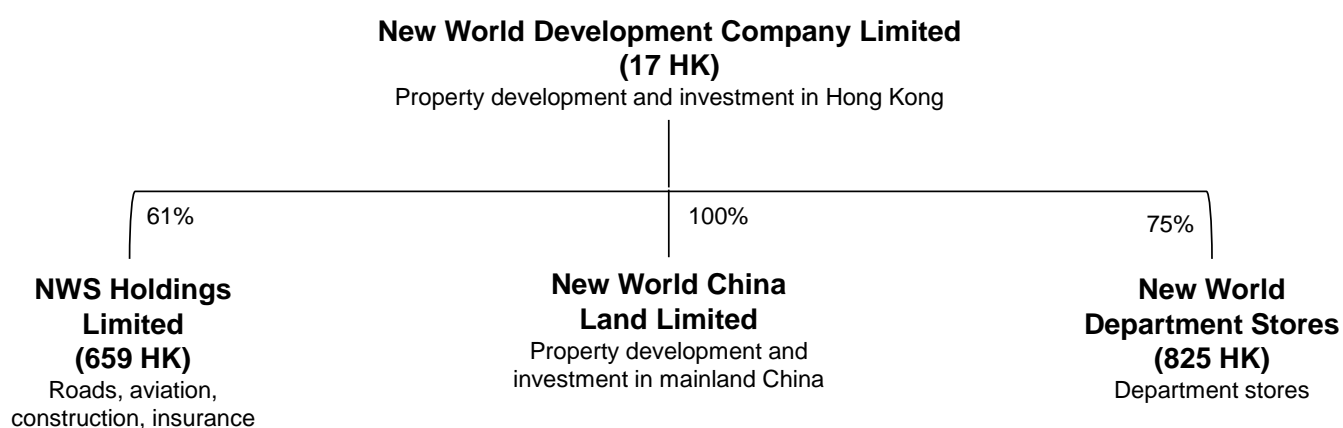 New World Development Company Limited
(17 HK)
Property development and investment in Hong Kong
61%
100%
75%
NWS Holdings
Limited
(659 HK)
Roads, aviation,
construction, insurance
New World China
Land Limited
Property development and
investment in mainland China
New World
Department Stores
(825 HK)
Department stores